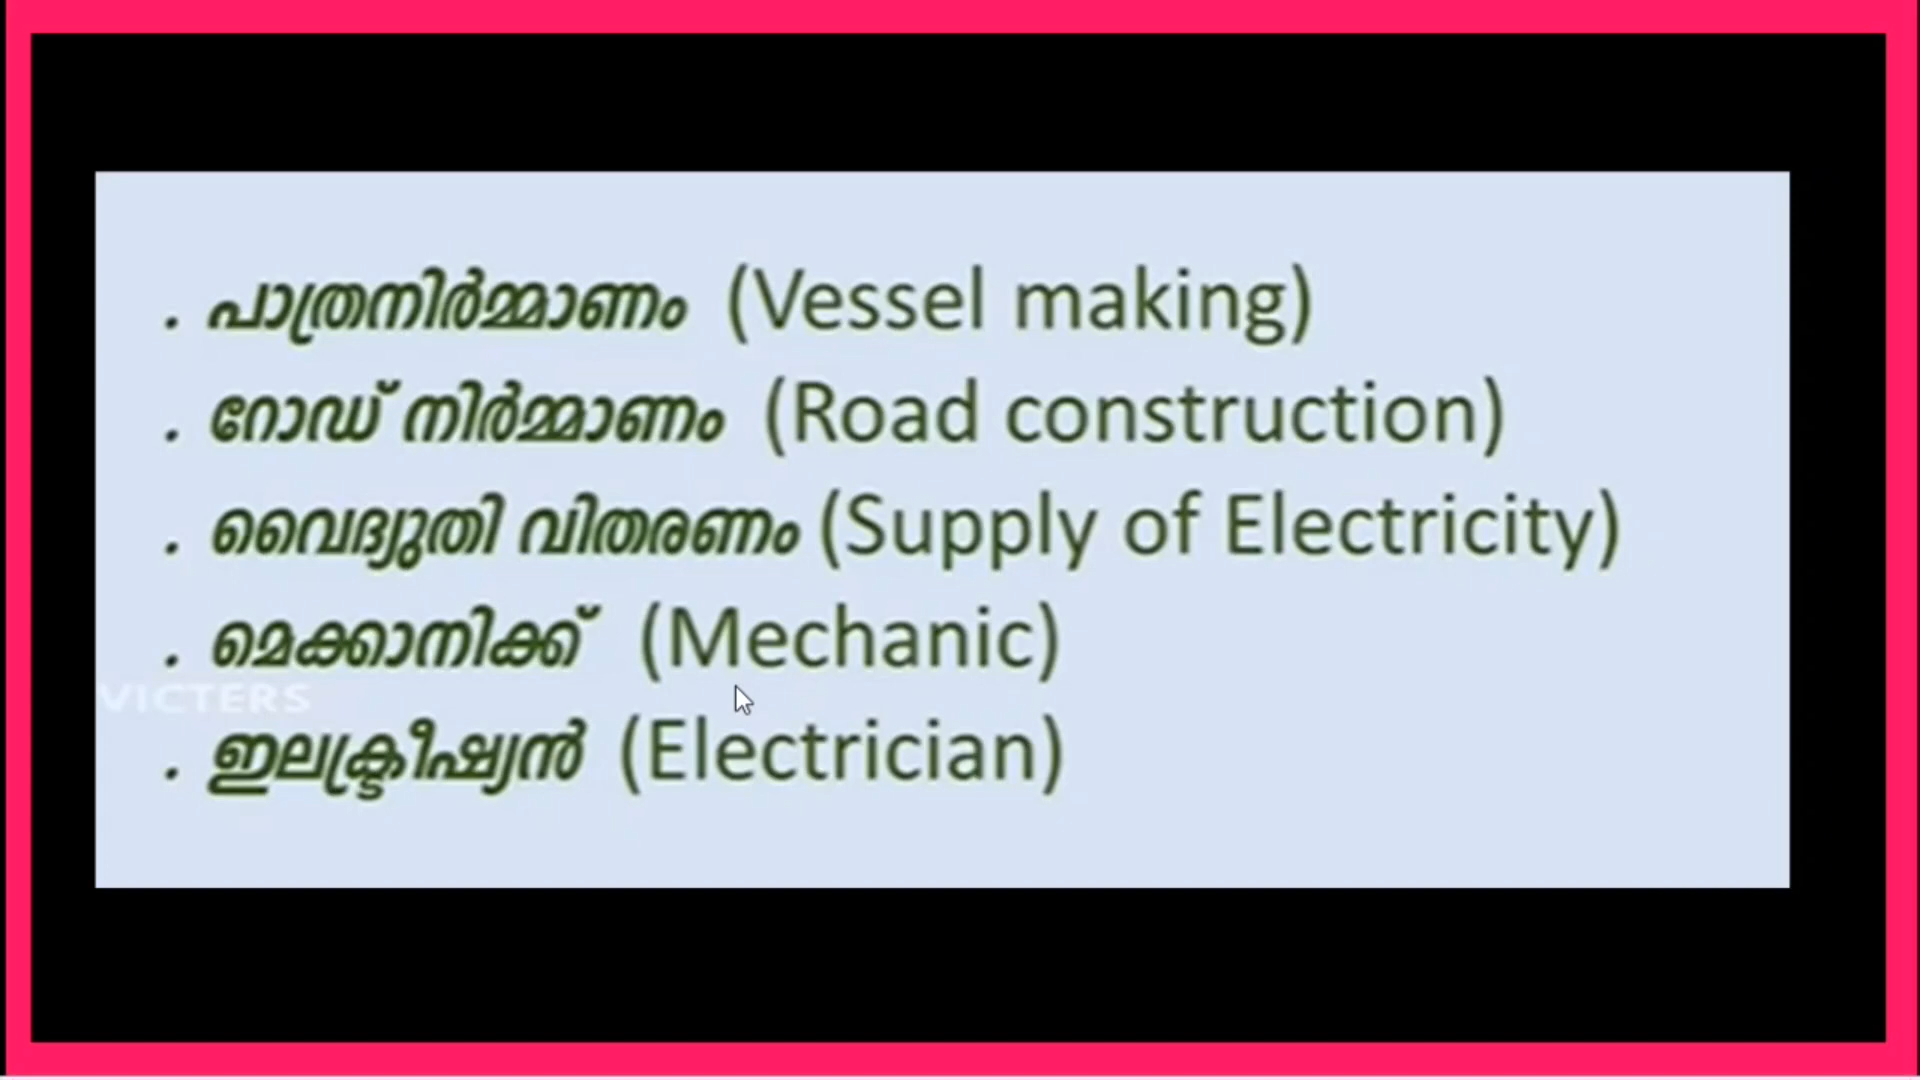 . പാത്രനിർമ്മാണം (Vessel making)
. റോഡ് നിർമ്മാണം (Road construction)
. വൈദ്യുതി വിതരണം (Supply of Electricity)
. മെക്കാനിക്ക് (Mechanic)
VICTERS
. ഇലക്ട്രീഷ്യൻ (Electrician)